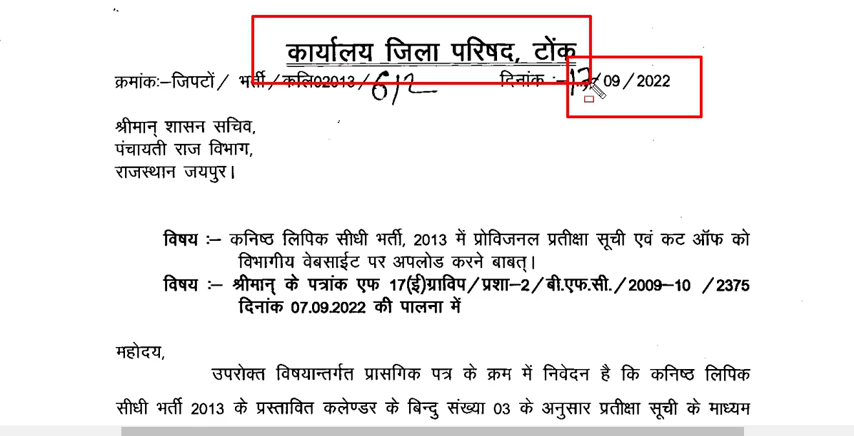 कार्यालय जिला परिषद, टोंक
क्रमांकः–जिपटों / भर्ती / कलि02013 / 612 दिनांक :– 13/ 09 / 2022
श्रीमान् शासन सचिव,
पंचायती राज विभाग,
राजस्थान जयपुर।
विषय :– कनिष्ठ लिपिक सीधी भर्ती, 2013 में प्रोविजनल प्रतीक्षा सूची एवं कट ऑफ को
विभागीय वेबसाईट पर अपलोड करने बाबत्।
विषय :– श्रीमान् के पत्रांक एफ 17(ई)ग्राविप/प्रशा–2/बी.एफ.सी./2009–10 /2375
दिनांक 07.09.2022 की पालना में
महोदय,
उपरोक्त विषयान्तर्गत प्रासगिक पत्र के क्रम में निवेदन है कि कनिष्ठ लिपिक
सीधी भर्ती 2013 के प्रस्तावित कलेण्डर के बिन्दु संख्या 03 के अनुसार प्रतीक्षा सूची के माध्यम